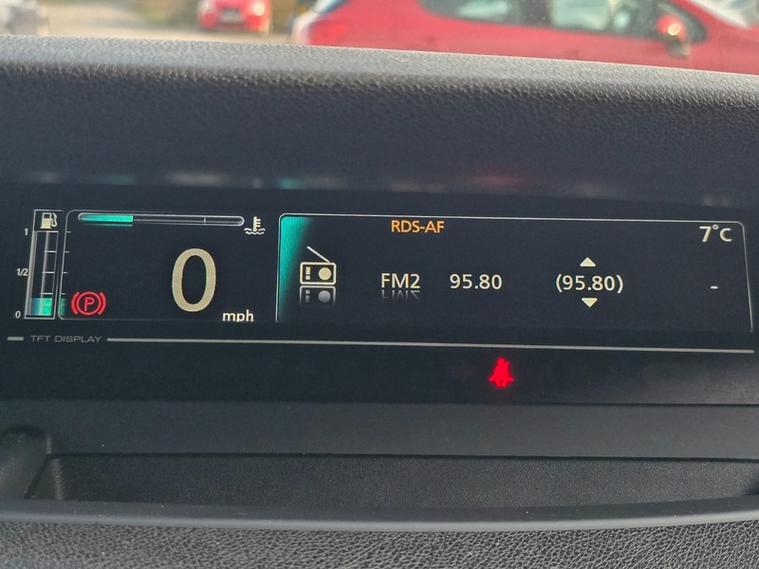 RDS-AF
7°C
1
1/2
0
P
0
mph
FM2 95.80 (95.80) -
TFT DISPLAY